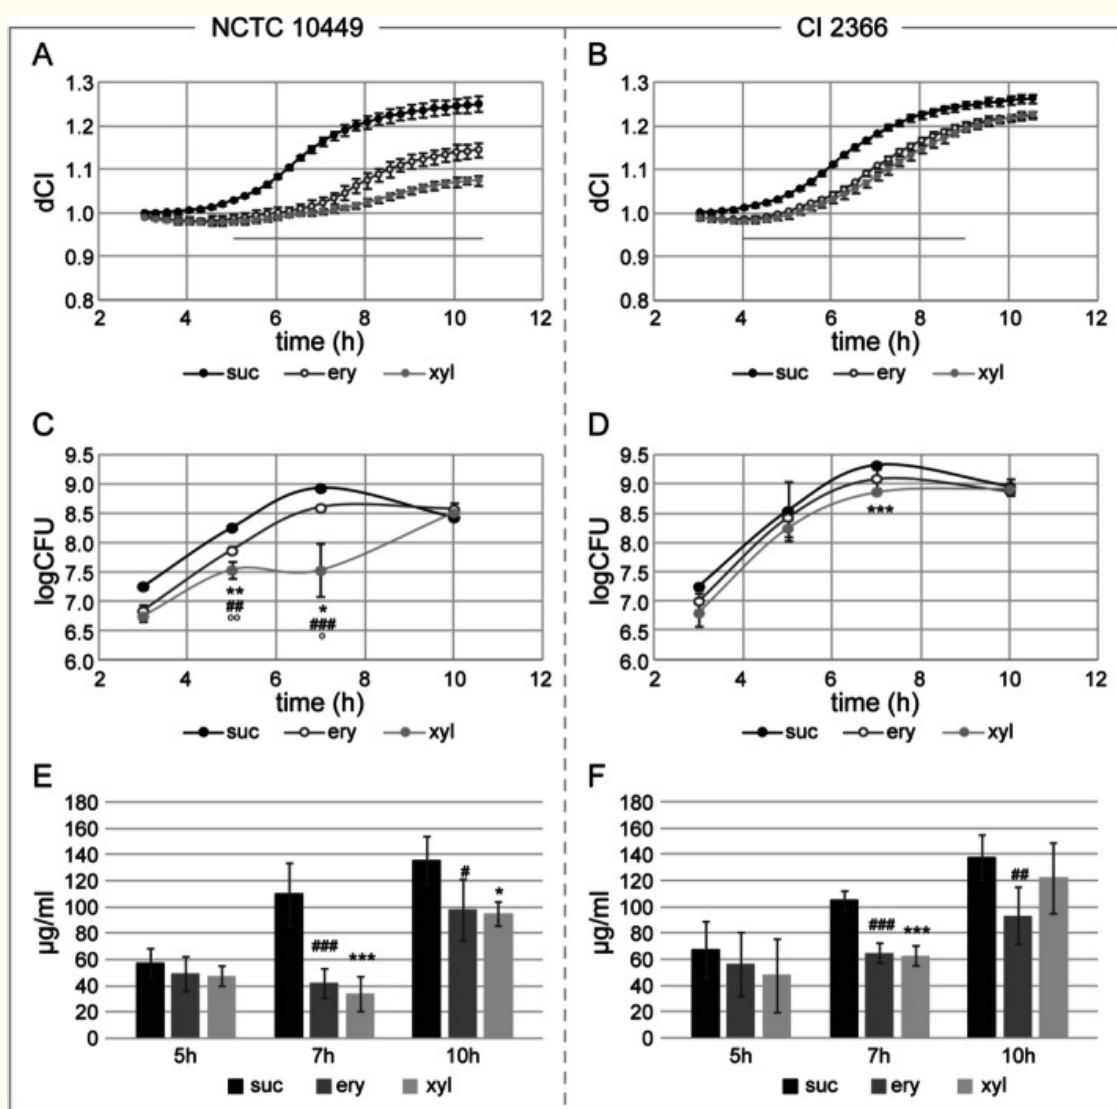 NCTC 10449
CI 2366
A
1.3
1.2
1.1
1.0
0.9
0.8
dCI
2 4 6 8 10 12
time (h)
suc ery xyl
B
1.3
1.2
1.1
1.0
0.9
0.8
dCI
2 4 6 8 10 12
time (h)
suc ery xyl
C
9.5
9.0
8.5
8.0
7.5
7.0
6.5
6.0
logCFU
**
##
°°
*
###
°
2 4 6 8 10 12
time (h)
suc ery xyl
D
9.5
9.0
8.5
8.0
7.5
7.0
6.5
6.0
logCFU
***
2 4 6 8 10 12
time (h)
suc ery xyl
E
180
160
140
120
100
80
60
40
20
0
µg/ml
### ***
# *
5h 7h 10h
suc ery xyl
F
180
160
140
120
100
80
60
40
20
0
µg/ml
### ***
##
5h 7h 10h
suc ery xyl